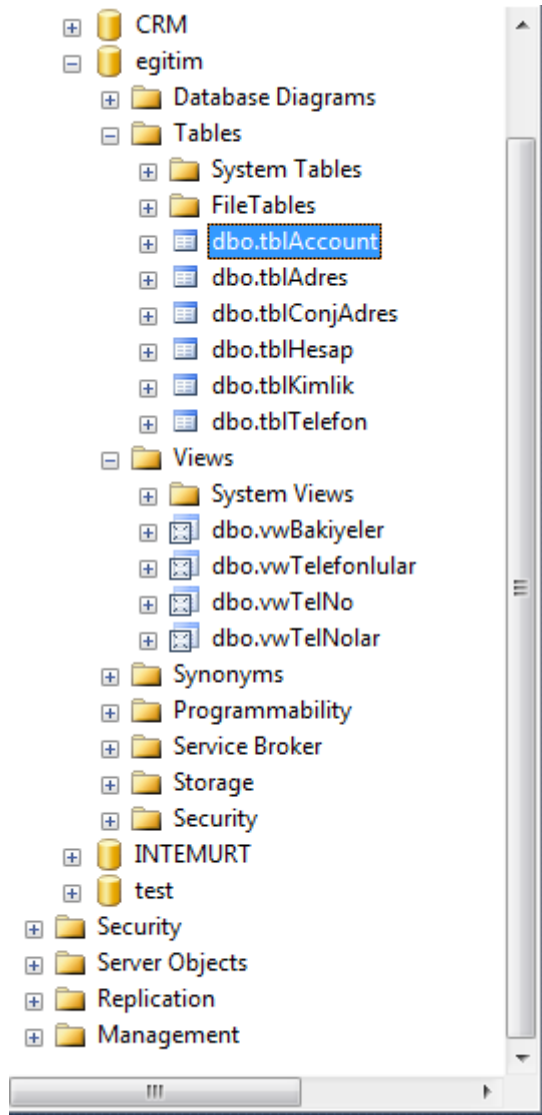 CRM
egitim
Database Diagrams
Tables
System Tables
FileTables
dbo.tblAccount
dbo.tblAdres
dbo.tblConjAdres
dbo.tblHesap
dbo.tblKimlik
dbo.tblTelefon
Views
System Views
dbo.vwBakiyeler
dbo.vwTelefonlular
dbo.vwTelNo
dbo.vwTelNolar
Synonyms
Programmability
Service Broker
Storage
Security
INTEMURT
test
Security
Server Objects
Replication
Management